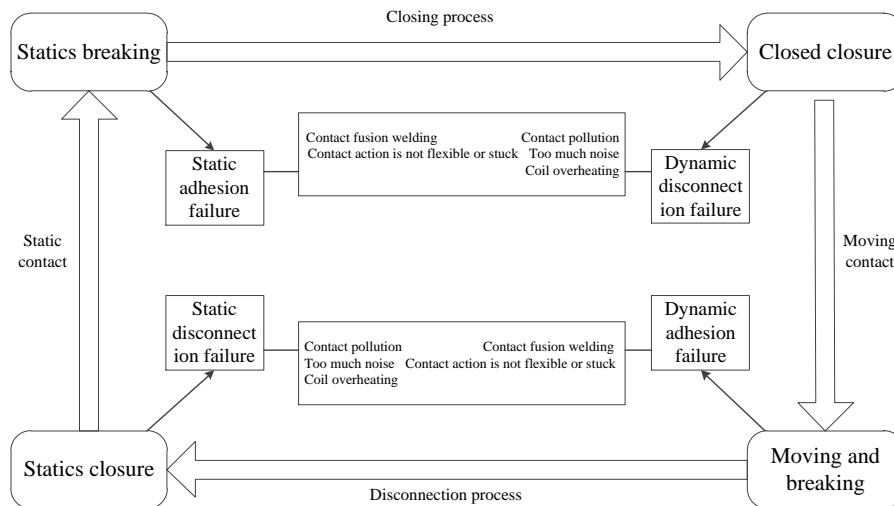 Closing process
Statics breaking
Closed closure
Contact fusion welding
Contact action is not flexible or stuck
Contact pollution
Too much noise
Coil overheating
Static
adhesion
failure
Dynamic
disconnect
ion failure
Static
contact
Moving
contact
Static
disconnect
ion failure
Dynamic
adhesion
failure
Contact pollution
Too much noise
Coil overheating
Contact fusion welding
Contact action is not flexible or stuck
Statics closure
Moving and
breaking
Disconnection process